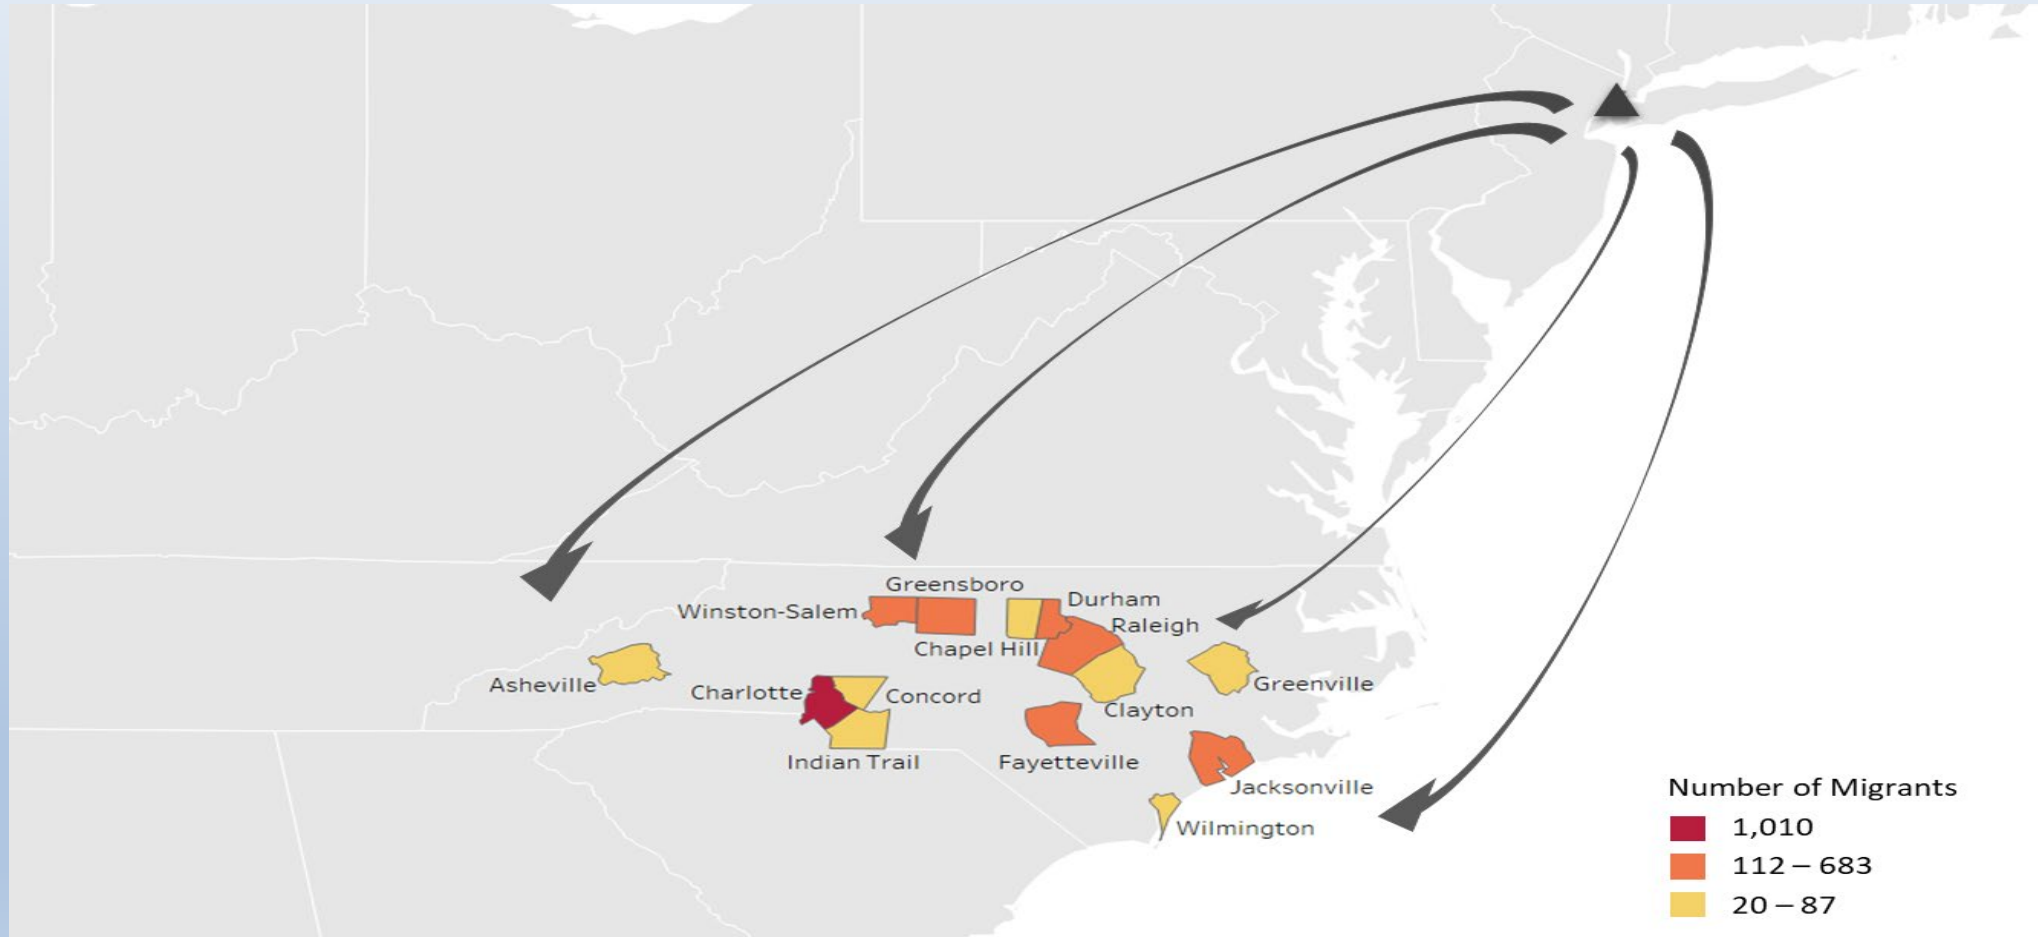 Greensboro
Winston-Salem
Durham
Raleigh
Chapel Hill
Asheville
Charlotte
Concord
Greenville
Clayton
Indian Trail
Fayetteville
Jacksonville
Wilmington
Number of Migrants
1,010
112 – 683
20 – 87